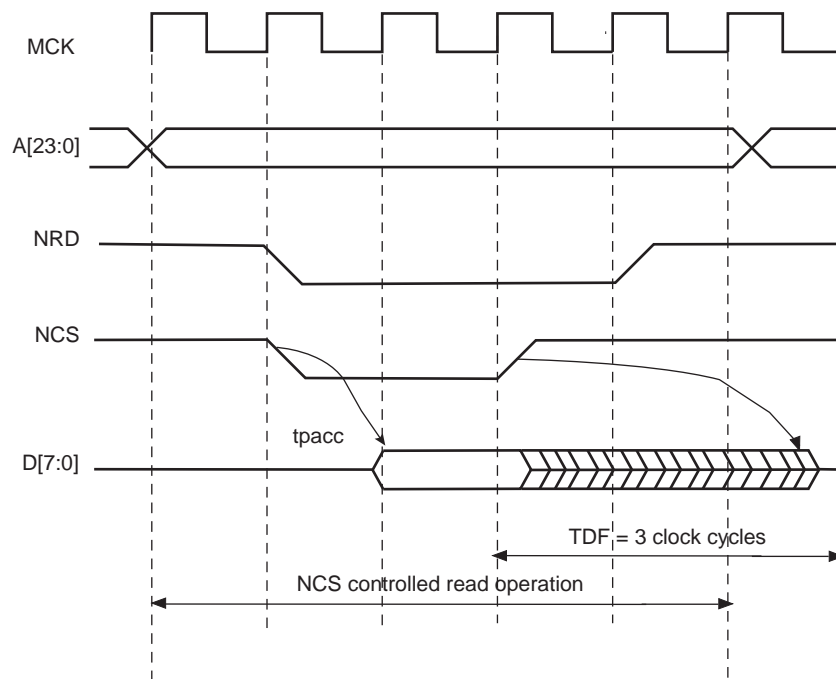 MCK
A[23:0]
NRD
NCS
tpacc
D[7:0]
TDF = 3 clock cycles
NCS controlled read operation